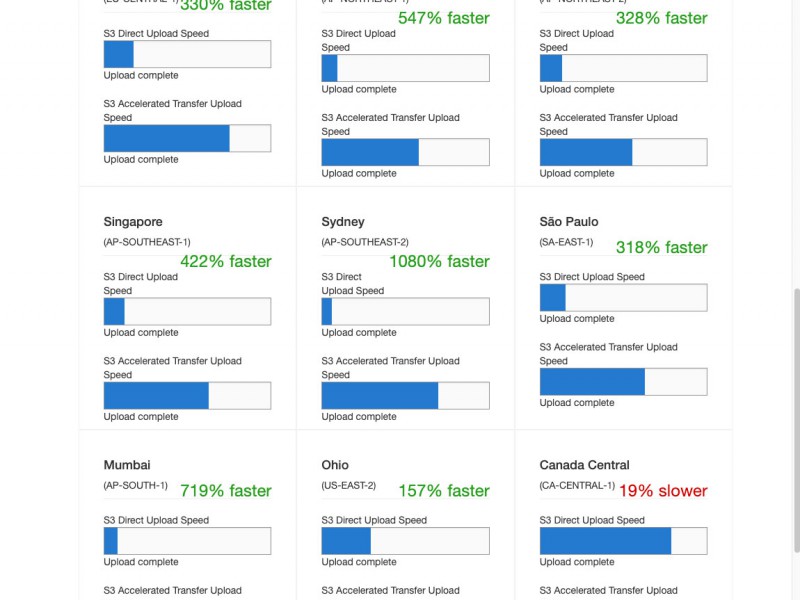 330% faster
547% faster
328% faster
S3 Direct Upload Speed
Upload complete
S3 Accelerated Transfer Upload
Speed
Upload complete
S3 Direct Upload
Speed
Upload complete
S3 Accelerated Transfer Upload
Speed
Upload complete
S3 Direct Upload
Speed
Upload complete
S3 Accelerated Transfer Upload
Speed
Upload complete
Singapore
(AP-SOUTHEAST-1)
422% faster
S3 Direct Upload
Speed
Upload complete
S3 Accelerated Transfer Upload
Speed
Upload complete
Sydney
(AP-SOUTHEAST-2)
1080% faster
S3 Direct
Upload Speed
Upload complete
S3 Accelerated Transfer Upload
Speed
Upload complete
São Paulo
(SA-EAST-1)
318% faster
S3 Direct Upload Speed
Upload complete
S3 Accelerated Transfer Upload
Speed
Upload complete
Mumbai
(AP-SOUTH-1)
719% faster
S3 Direct Upload Speed
Upload complete
S3 Accelerated Transfer Upload
Ohio
(US-EAST-2)
157% faster
S3 Direct Upload Speed
Upload complete
S3 Accelerated Transfer Upload
Canada Central
(CA-CENTRAL-1)
19% slower
S3 Direct Upload Speed
Upload complete
S3 Accelerated Transfer Upload